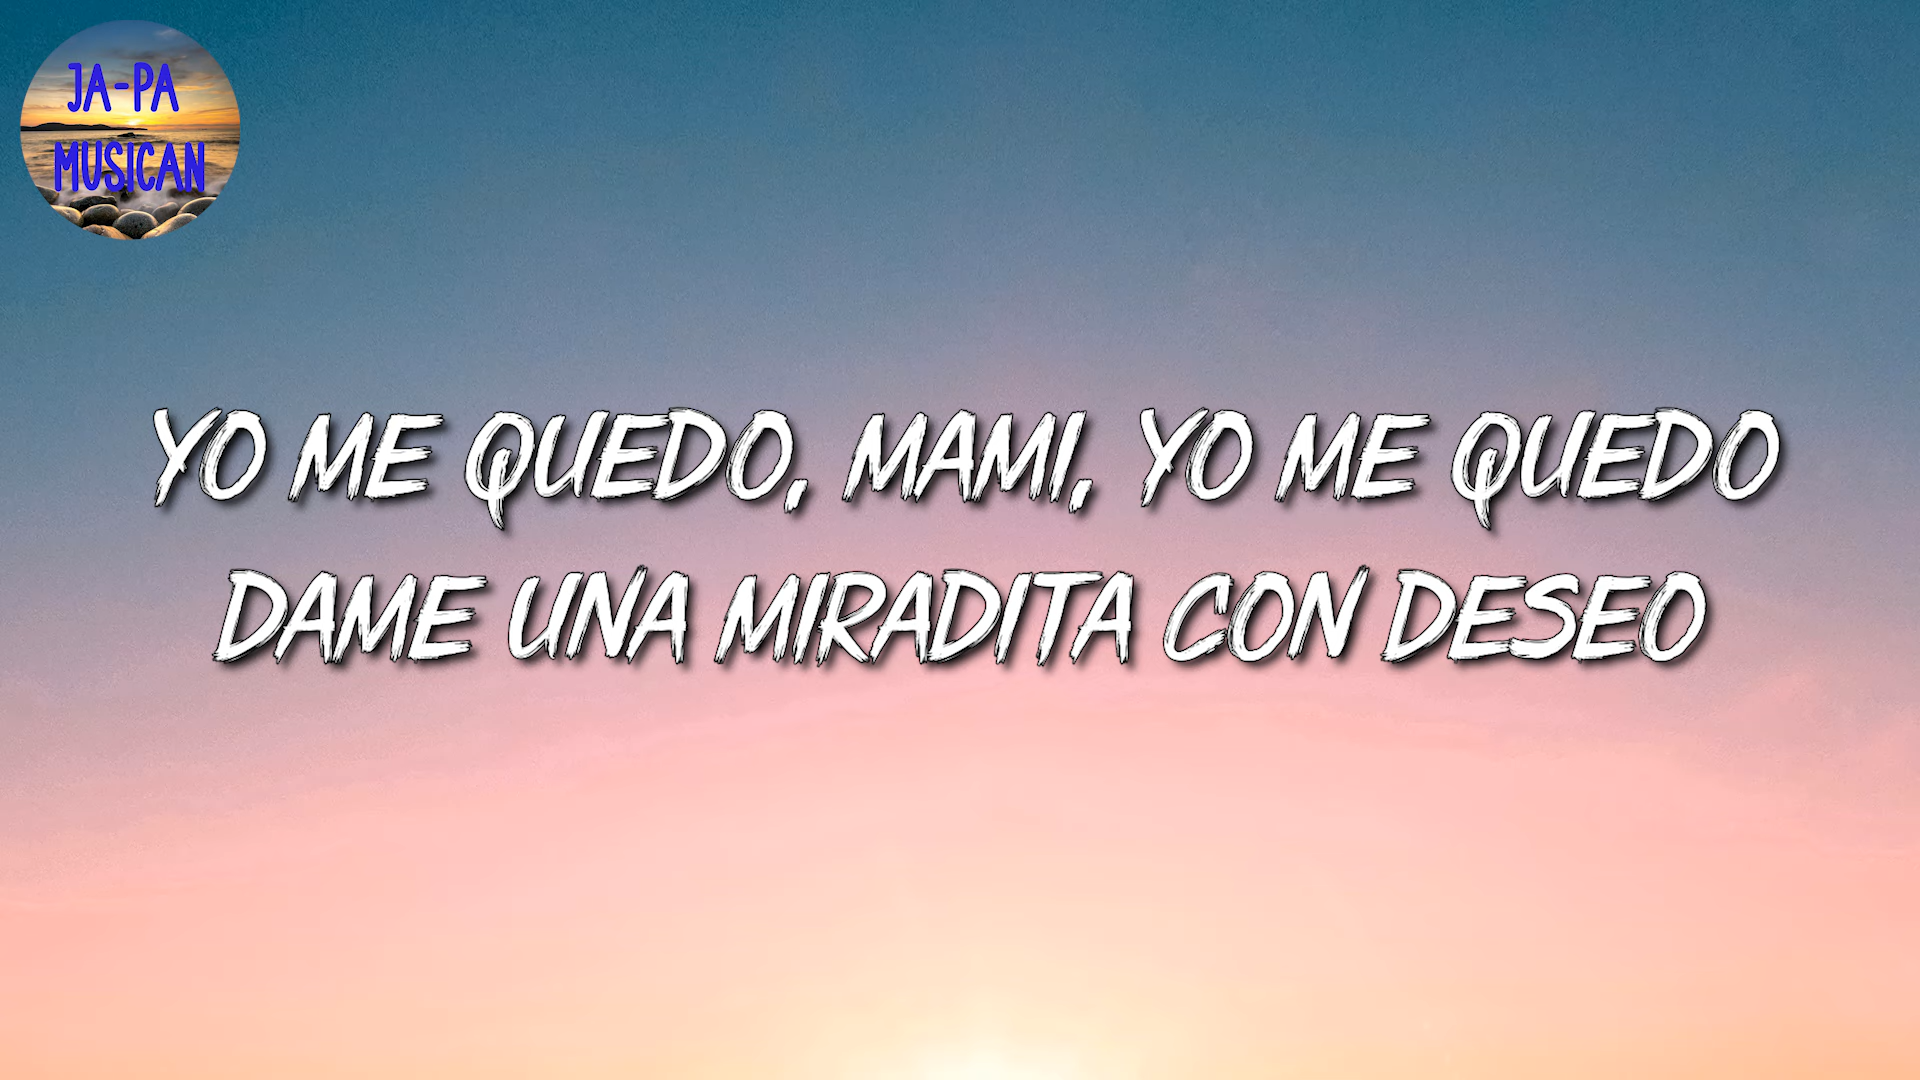 JA-PA
MUSICAN
YO ME QUEDO, MAMI, YO ME QUEDO
DAME UNA MIRADITA CON DESEO